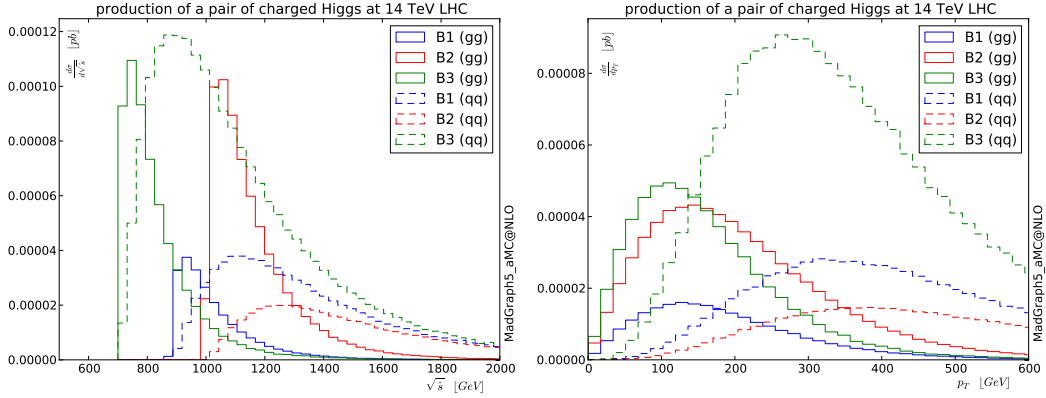 production of a pair of charged Higgs at 14 TeV LHC
dσ/d√s [pb]
0.00012
0.00010
0.00008
0.00006
0.00004
0.00002
0.00000
B1 (gg)
B2 (gg)
B3 (gg)
B1 (qq)
B2 (qq)
B3 (qq)
600 800 1000 1200 1400 1600 1800 2000
√s [GeV]
MadGraph5_aMC@NLO
production of a pair of charged Higgs at 14 TeV LHC
dσ/dp_T [pb]
0.00008
0.00006
0.00004
0.00002
0.00000
B1 (gg)
B2 (gg)
B3 (gg)
B1 (qq)
B2 (qq)
B3 (qq)
0 100 200 300 400 500 600
p_T [GeV]
MadGraph5_aMC@NLO